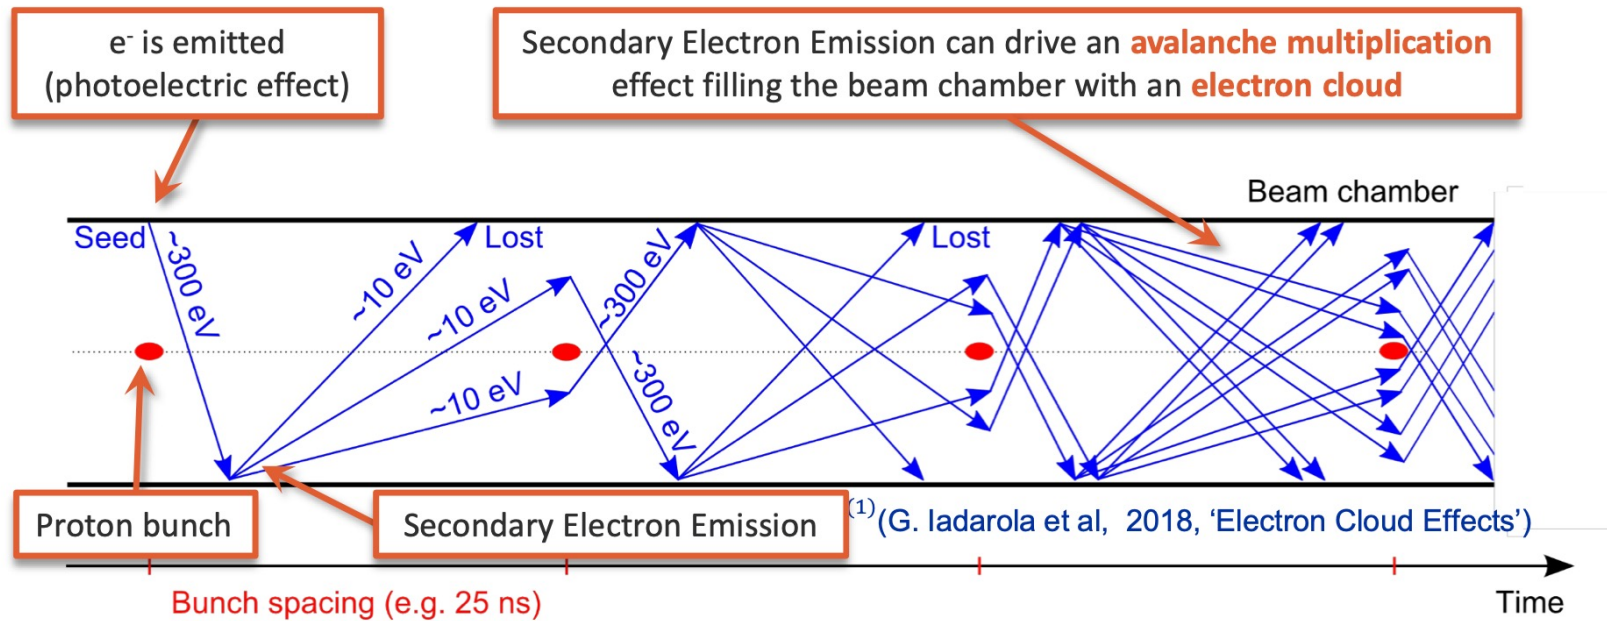 e⁻ is emitted
(photoelectric effect)
Secondary Electron Emission can drive an avalanche multiplication
effect filling the beam chamber with an electron cloud
Beam chamber
Seed
~300 eV
~10 eV
Lost
~10 eV
~10 eV
~300 eV
~300 eV
Lost
Proton bunch
Secondary Electron Emission
⁽¹⁾(G. Iadarola et al, 2018, ‘Electron Cloud Effects’)
Bunch spacing (e.g. 25 ns)
Time